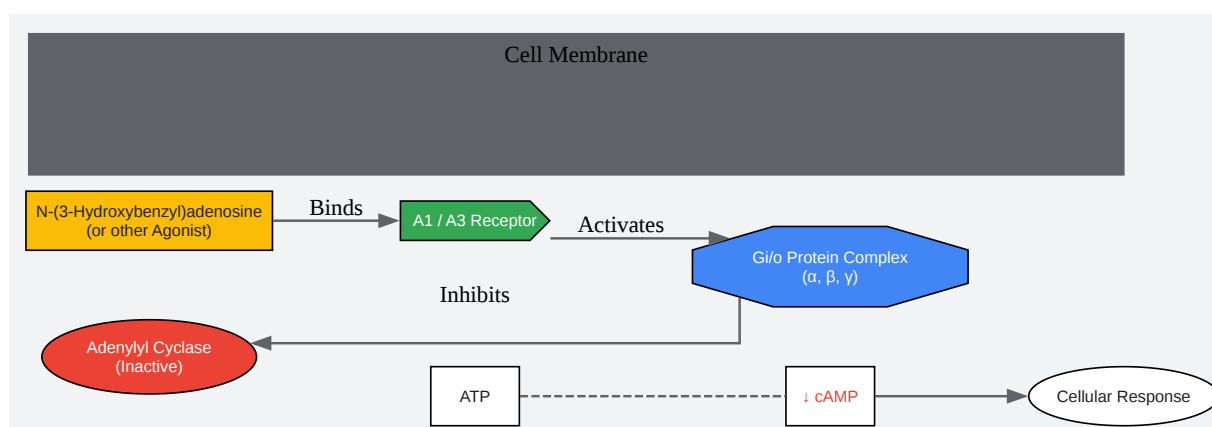 Cell Membrane
N-(3-Hydroxybenzyl)adenosine
(or other Agonist)
Binds
A1 / A3 Receptor
Activates
Gi/o Protein Complex
(α, β, γ)
Inhibits
Adenylyl Cyclase
(Inactive)
ATP
↓ cAMP
Cellular Response